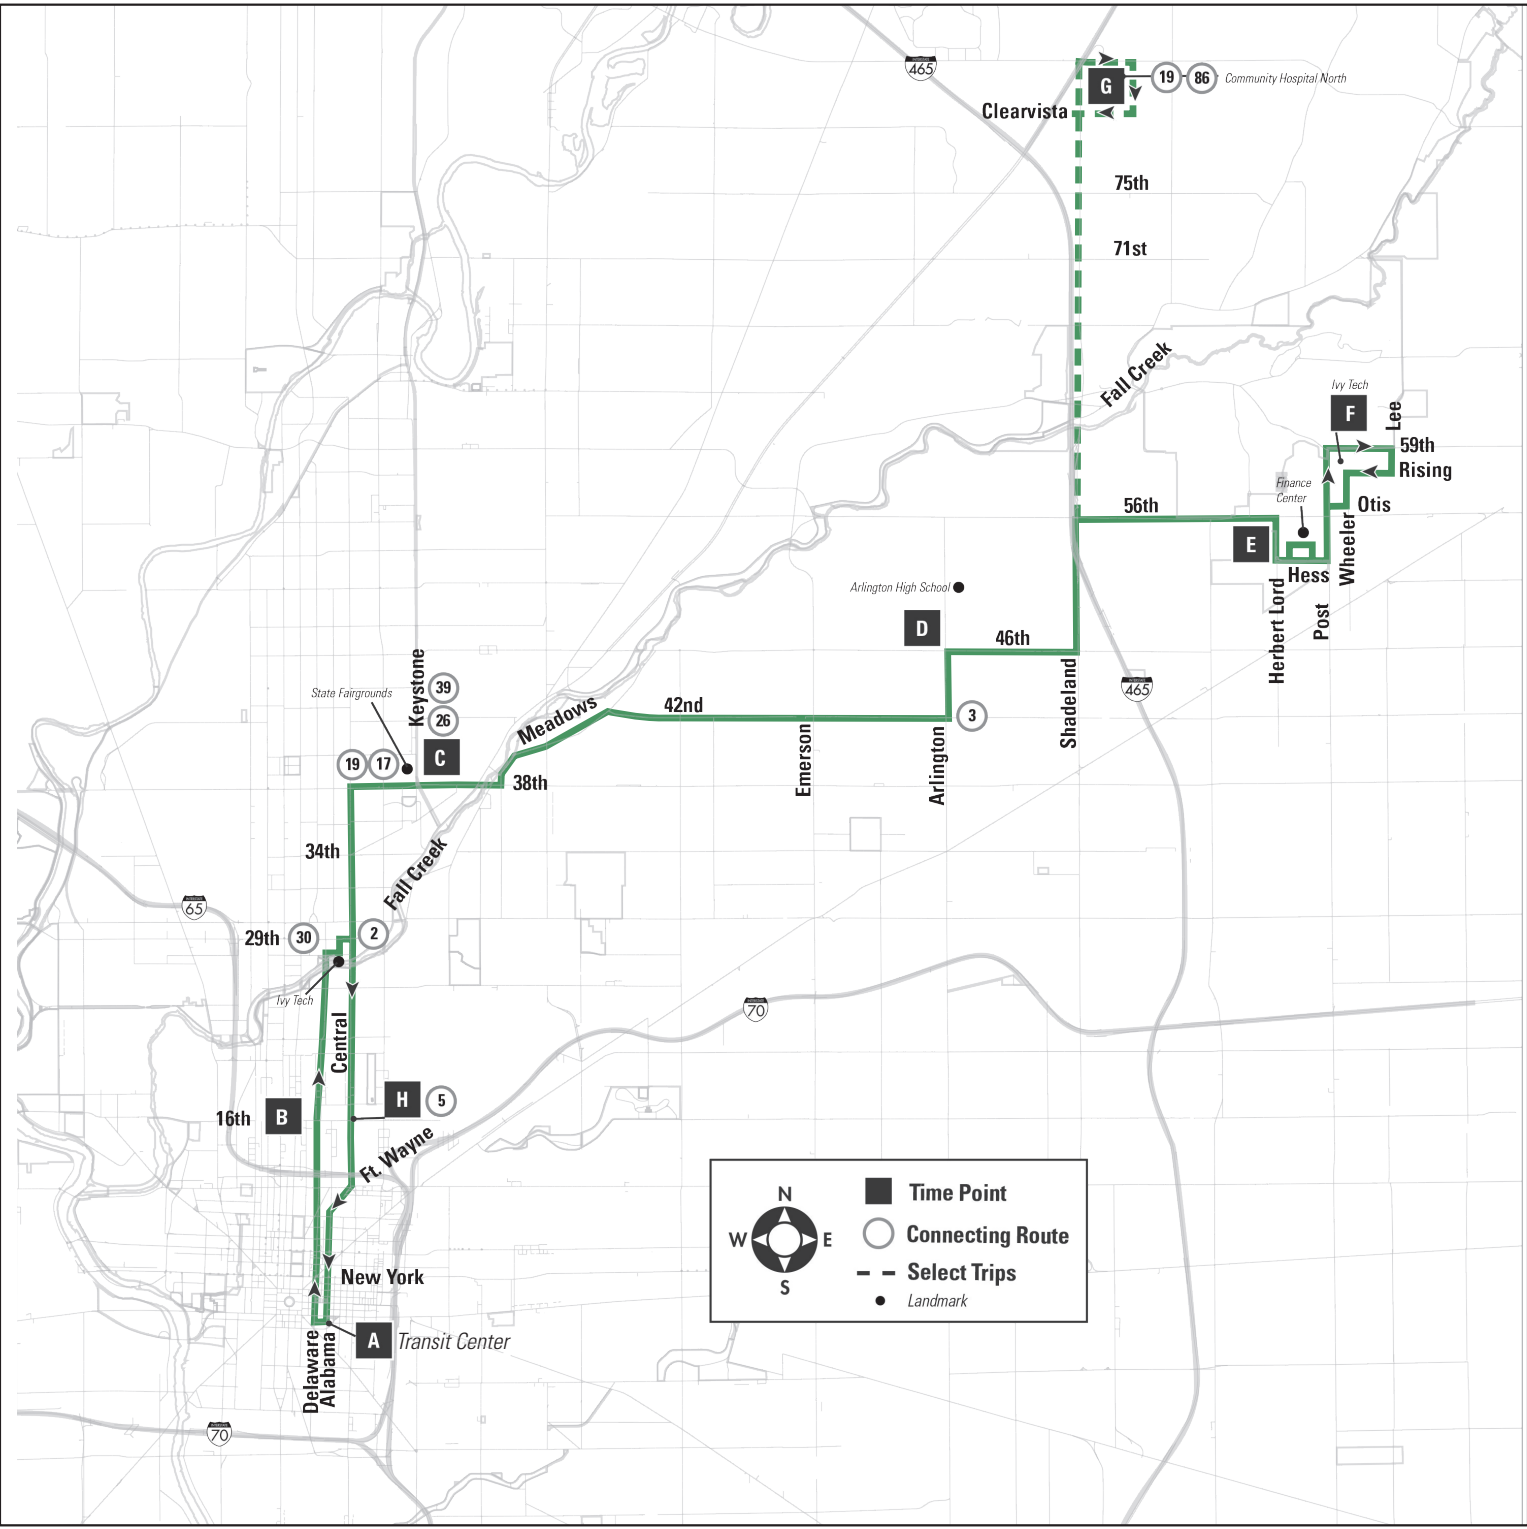 465
G
19
86
Community Hospital North
Clearvista
75th
71st
Fall Creek
Ivy Tech
F
Lee
59th
Rising
Finance
Center
Otis
56th
E
Wheeler
Hess
Herbert Lord
Post
Arlington High School
D
46th
Keystone
39
State Fairgrounds
26
Meadows
42nd
Shadeland
465
3
19
17
C
Emerson
Arlington
38th
34th
Fall Creek
65
29th
30
2
Ivy Tech
70
Central
16th
B
H
5
Ft. Wayne
N
W
E
S
Time Point
Connecting Route
Select Trips
Landmark
New York
A
Transit Center
Delaware
Alabama
70